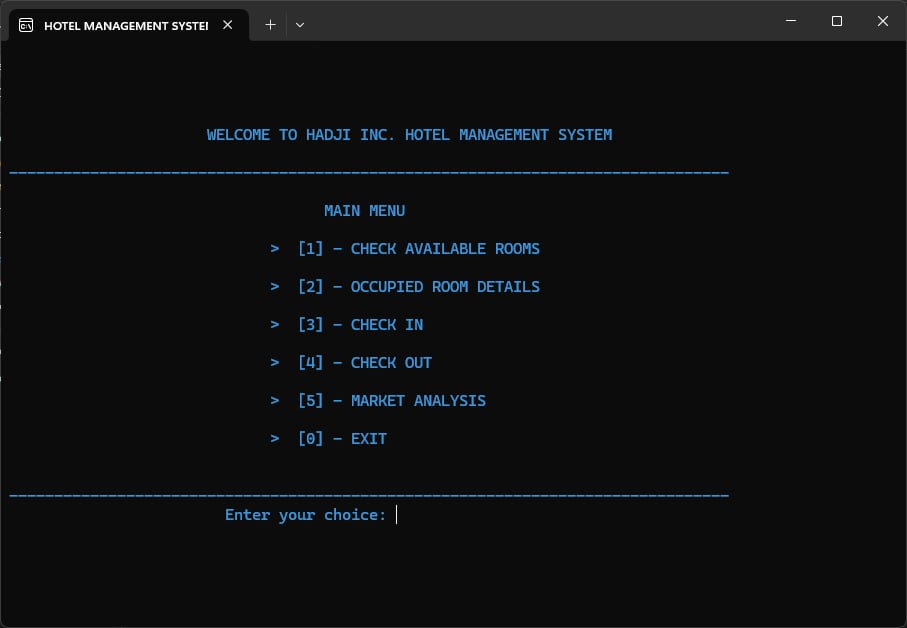 HOTEL MANAGEMENT SYSTE
WELCOME TO HADJI INC. HOTEL MANAGEMENT SYSTEM
MAIN MENU
> [1] - CHECK AVAILABLE ROOMS
> [2] - OCCUPIED ROOM DETAILS
> [3] - CHECK IN
> [4] - CHECK OUT
> [5] - MARKET ANALYSIS
> [0] - EXIT
Enter your choice: